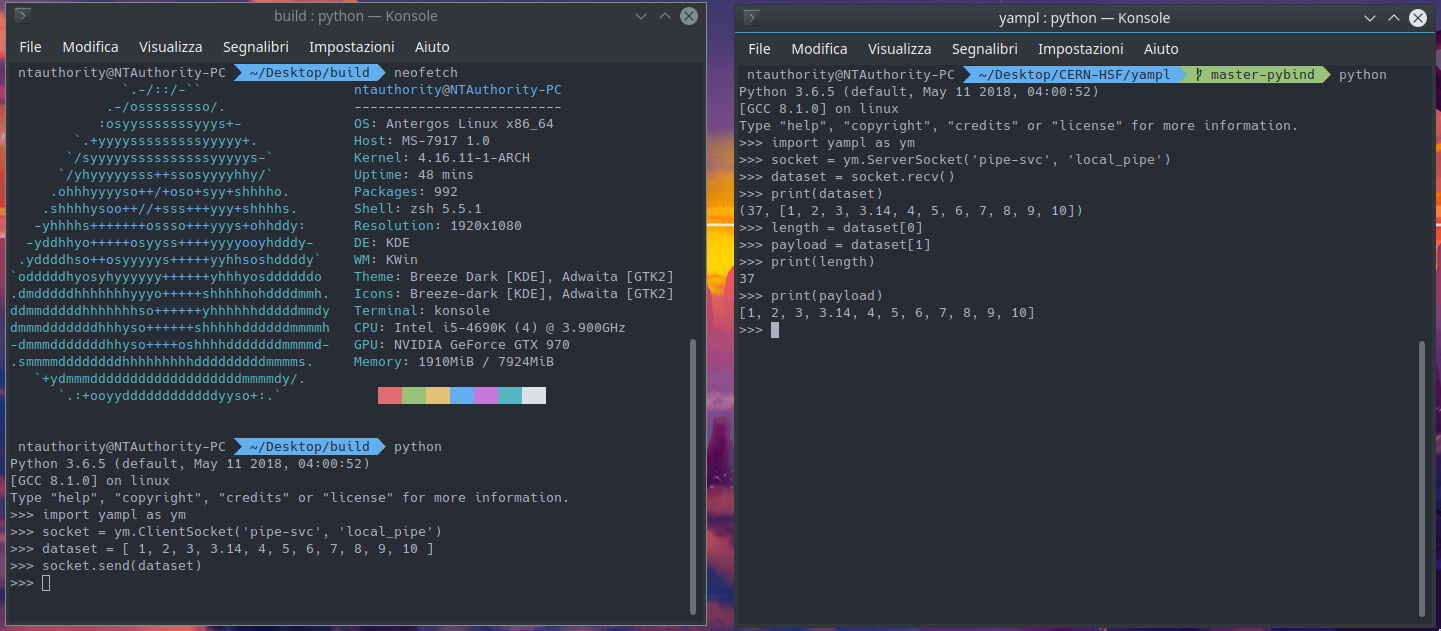 build : python — Konsole
File Modifica Visualizza Segnalibri Impostazioni Aiuto
ntauthority@NTAuthority-PC ~/Desktop/build neofetch
`.-/::/-`` ntauthority@NTAuthority-PC
.-/ossssssso/. --------------------------
:osyysssssssyyys+- OS: Antergos Linux x86_64
`.+yyyysssssssssyyyyy+. Host: MS-7917 1.0
`/syyyyyssssssssssyyyyys-` Kernel: 4.16.11-1-ARCH
`/yhyyyyysss++ssosyyyyhhy/` Uptime: 48 mins
.ohhhyyyyso++/+oso+syy+shhhho. Packages: 992
.shhhhysoo++//+sss+++yyy+shhhhs. Shell: zsh 5.5.1
-yhhhhs+++++++ossso+++yyys+ohhddy: Resolution: 1920x1080
-yddhhyo+++++osyyss++++yyyyooyhdddy- DE: KDE
.yddddhso++osyyyyys+++++yyhhsoshddddy` WM: KWin
`odddddhyosyhyyyyyy++++++yhhhyosddddddo Theme: Breeze Dark [KDE], Adwaita [GTK2]
.dmdddddhhhhhhhyyyo+++++shhhhhohddddmmh. Icons: Breeze-dark [KDE], Adwaita [GTK2]
ddmmdddddhhhhhhhso++++++yhhhhhhdddddmmdy Terminal: konsole
dmmmdddddddhhhyso++++++shhhhhddddddmmmmh CPU: Intel i5-4690K (4) @ 3.900GHz
-dmmmdddddddhhyso++++oshhhhdddddddmmmmd- GPU: NVIDIA GeForce GTX 970
.smmmmddddddddhhhhhhhhhdddddddddmmmms. Memory: 1910MiB / 7924MiB
`+ydmmmdddddddddddddddddddmmmmdy/.
`.:+ooyyddddddddddddyyso+:.`
ntauthority@NTAuthority-PC ~/Desktop/build python
Python 3.6.5 (default, May 11 2018, 04:00:52)
[GCC 8.1.0] on linux
Type "help", "copyright", "credits" or "license" for more information.
>>> import yampl as ym
>>> socket = ym.ClientSocket('pipe-svc', 'local_pipe')
>>> dataset = [ 1, 2, 3, 3.14, 4, 5, 6, 7, 8, 9, 10 ]
>>> socket.send(dataset)
>>>
yampl : python — Konsole
File Modifica Visualizza Segnalibri Impostazioni Aiuto
ntauthority@NTAuthority-PC ~/Desktop/CERN-HSF/yampl master-pybind python
Python 3.6.5 (default, May 11 2018, 04:00:52)
[GCC 8.1.0] on linux
Type "help", "copyright", "credits" or "license" for more information.
>>> import yampl as ym
>>> socket = ym.ServerSocket('pipe-svc', 'local_pipe')
>>> dataset = socket.recv()
>>> print(dataset)
(37, [1, 2, 3, 3.14, 4, 5, 6, 7, 8, 9, 10])
>>> length = dataset[0]
>>> payload = dataset[1]
>>> print(length)
37
>>> print(payload)
[1, 2, 3, 3.14, 4, 5, 6, 7, 8, 9, 10]
>>>